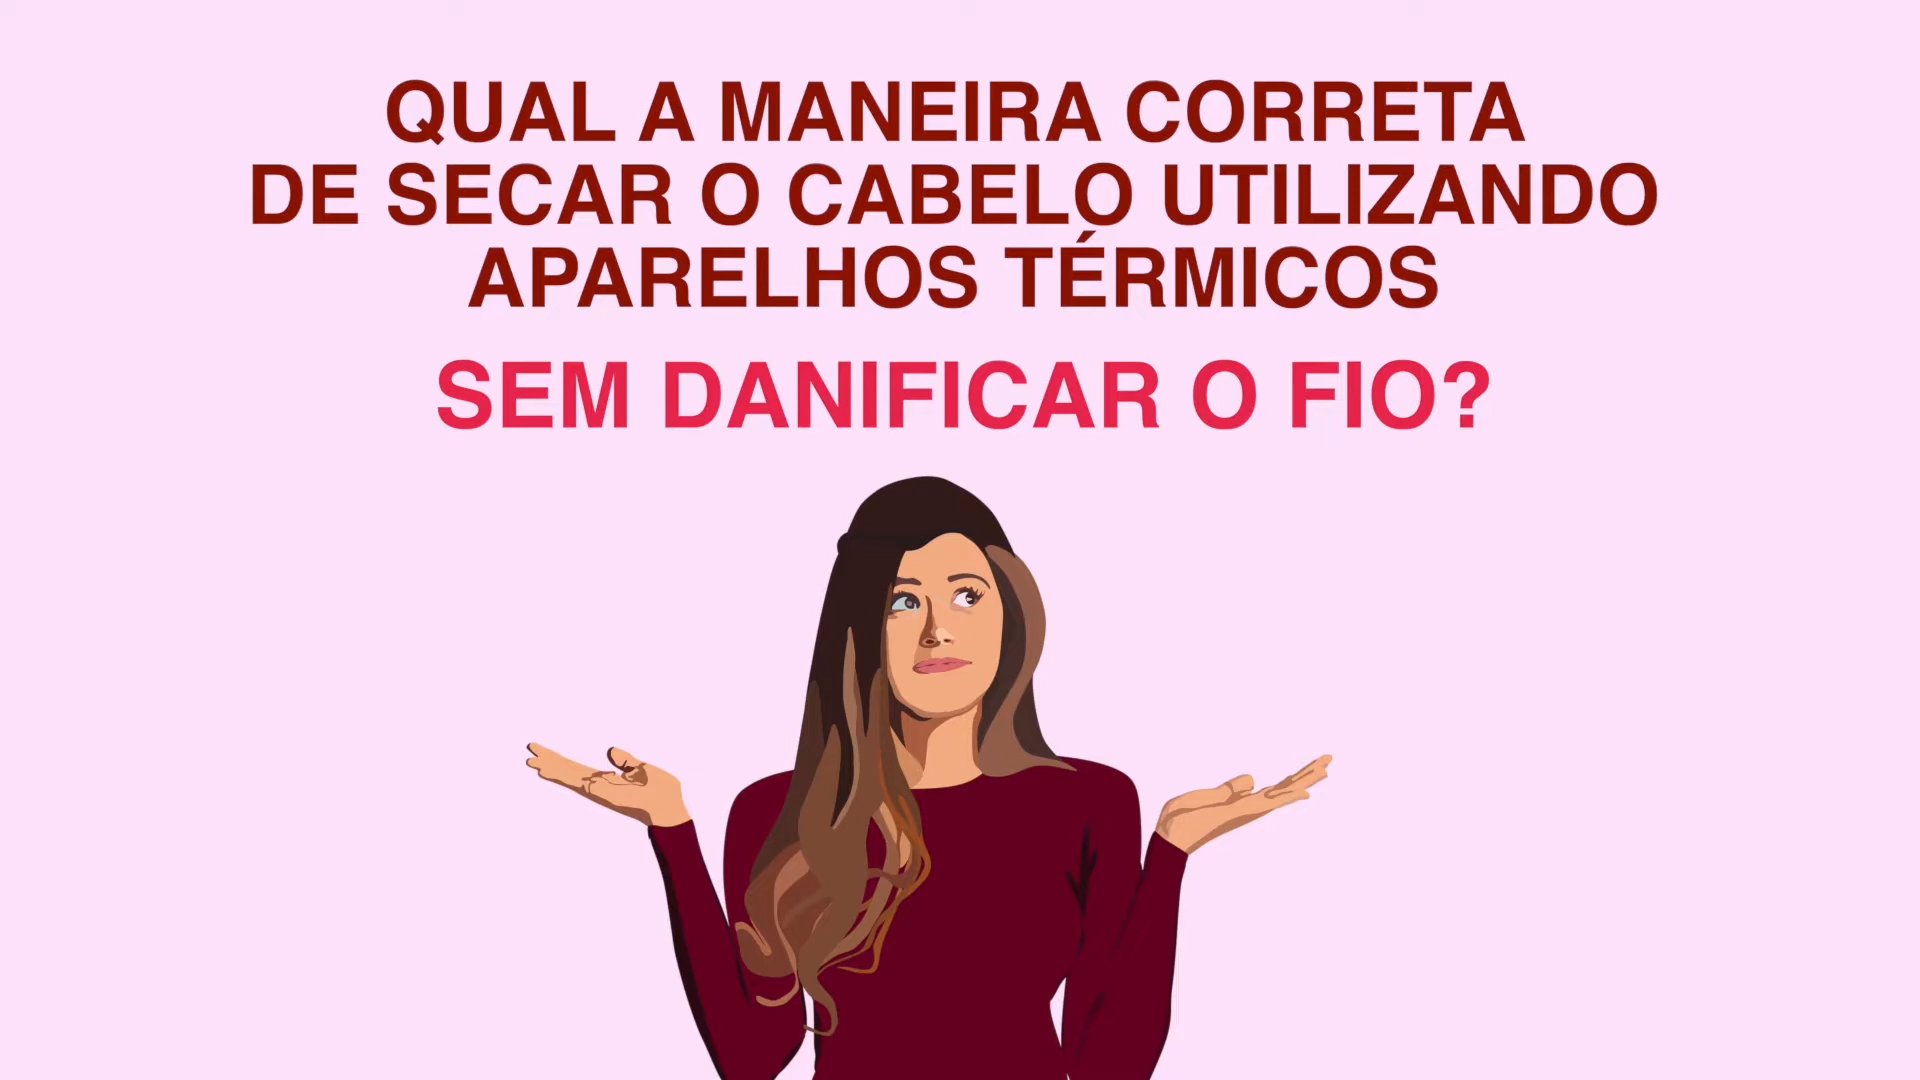 QUAL A MANEIRA CORRETA
DE SECAR O CABELO UTILIZANDO
APARELHOS TÉRMICOS
SEM DANIFICAR O FIO?